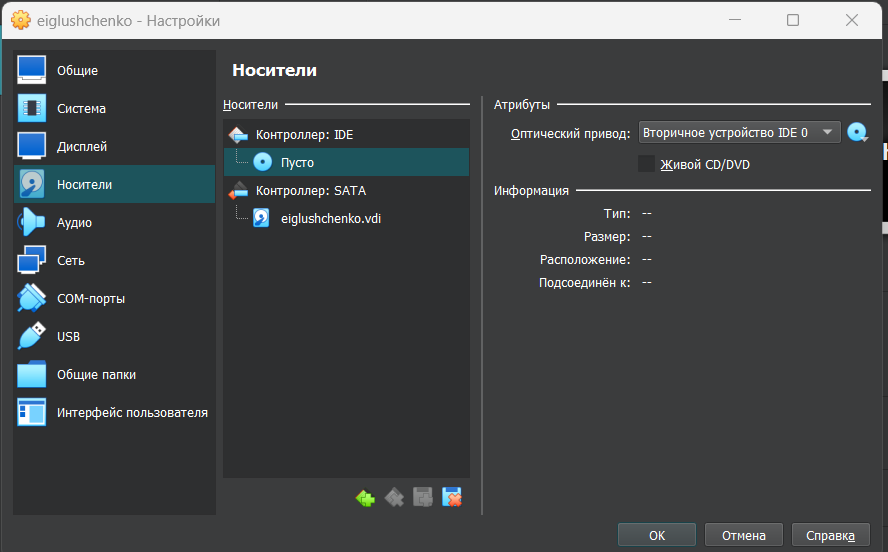 eiglushchenko - Настройки
Общие
Система
Дисплей
Носители
Аудио
Сеть
COM-порты
USB
Общие папки
Интерфейс пользователя
Носители
Носители
Контроллер: IDE
Пусто
Контроллер: SATA
eiglushchenko.vdi
Атрибуты
Оптический привод: Вторичное устройство IDE 0
Живой CD/DVD
Информация
Тип: --
Размер: --
Расположение: --
Подсоединён к: --
OK Отмена Справка